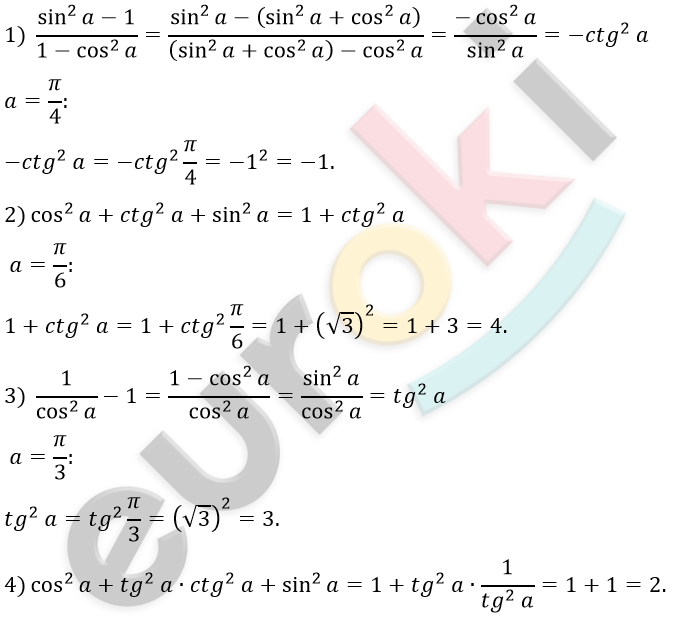 1) (sin² a − 1)/(1 − cos² a) = (sin² a − (sin² a + cos² a))/((sin² a + cos² a) − cos² a) = (− cos² a)/(sin² a) = −ctg² a
a = π/4:
−ctg² a = −ctg² π/4 = −1² = −1.
2) cos² a + ctg² a + sin² a = 1 + ctg² a
a = π/6:
1 + ctg² a = 1 + ctg² π/6 = 1 + (√3)² = 1 + 3 = 4.
3) 1/(cos² a) − 1 = (1 − cos² a)/(cos² a) = (sin² a)/(cos² a) = tg² a
a = π/3:
tg² a = tg² π/3 = (√3)² = 3.
4) cos² a + tg² a · ctg² a + sin² a = 1 + tg² a · 1/(tg² a) = 1 + 1 = 2.
euroki